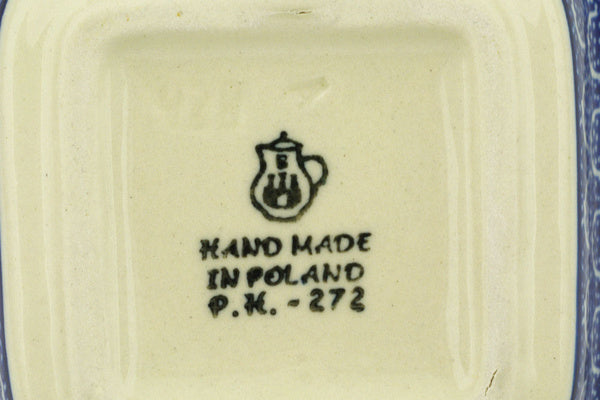 B
HAND MADE
IN POLAND
P.H. - 272